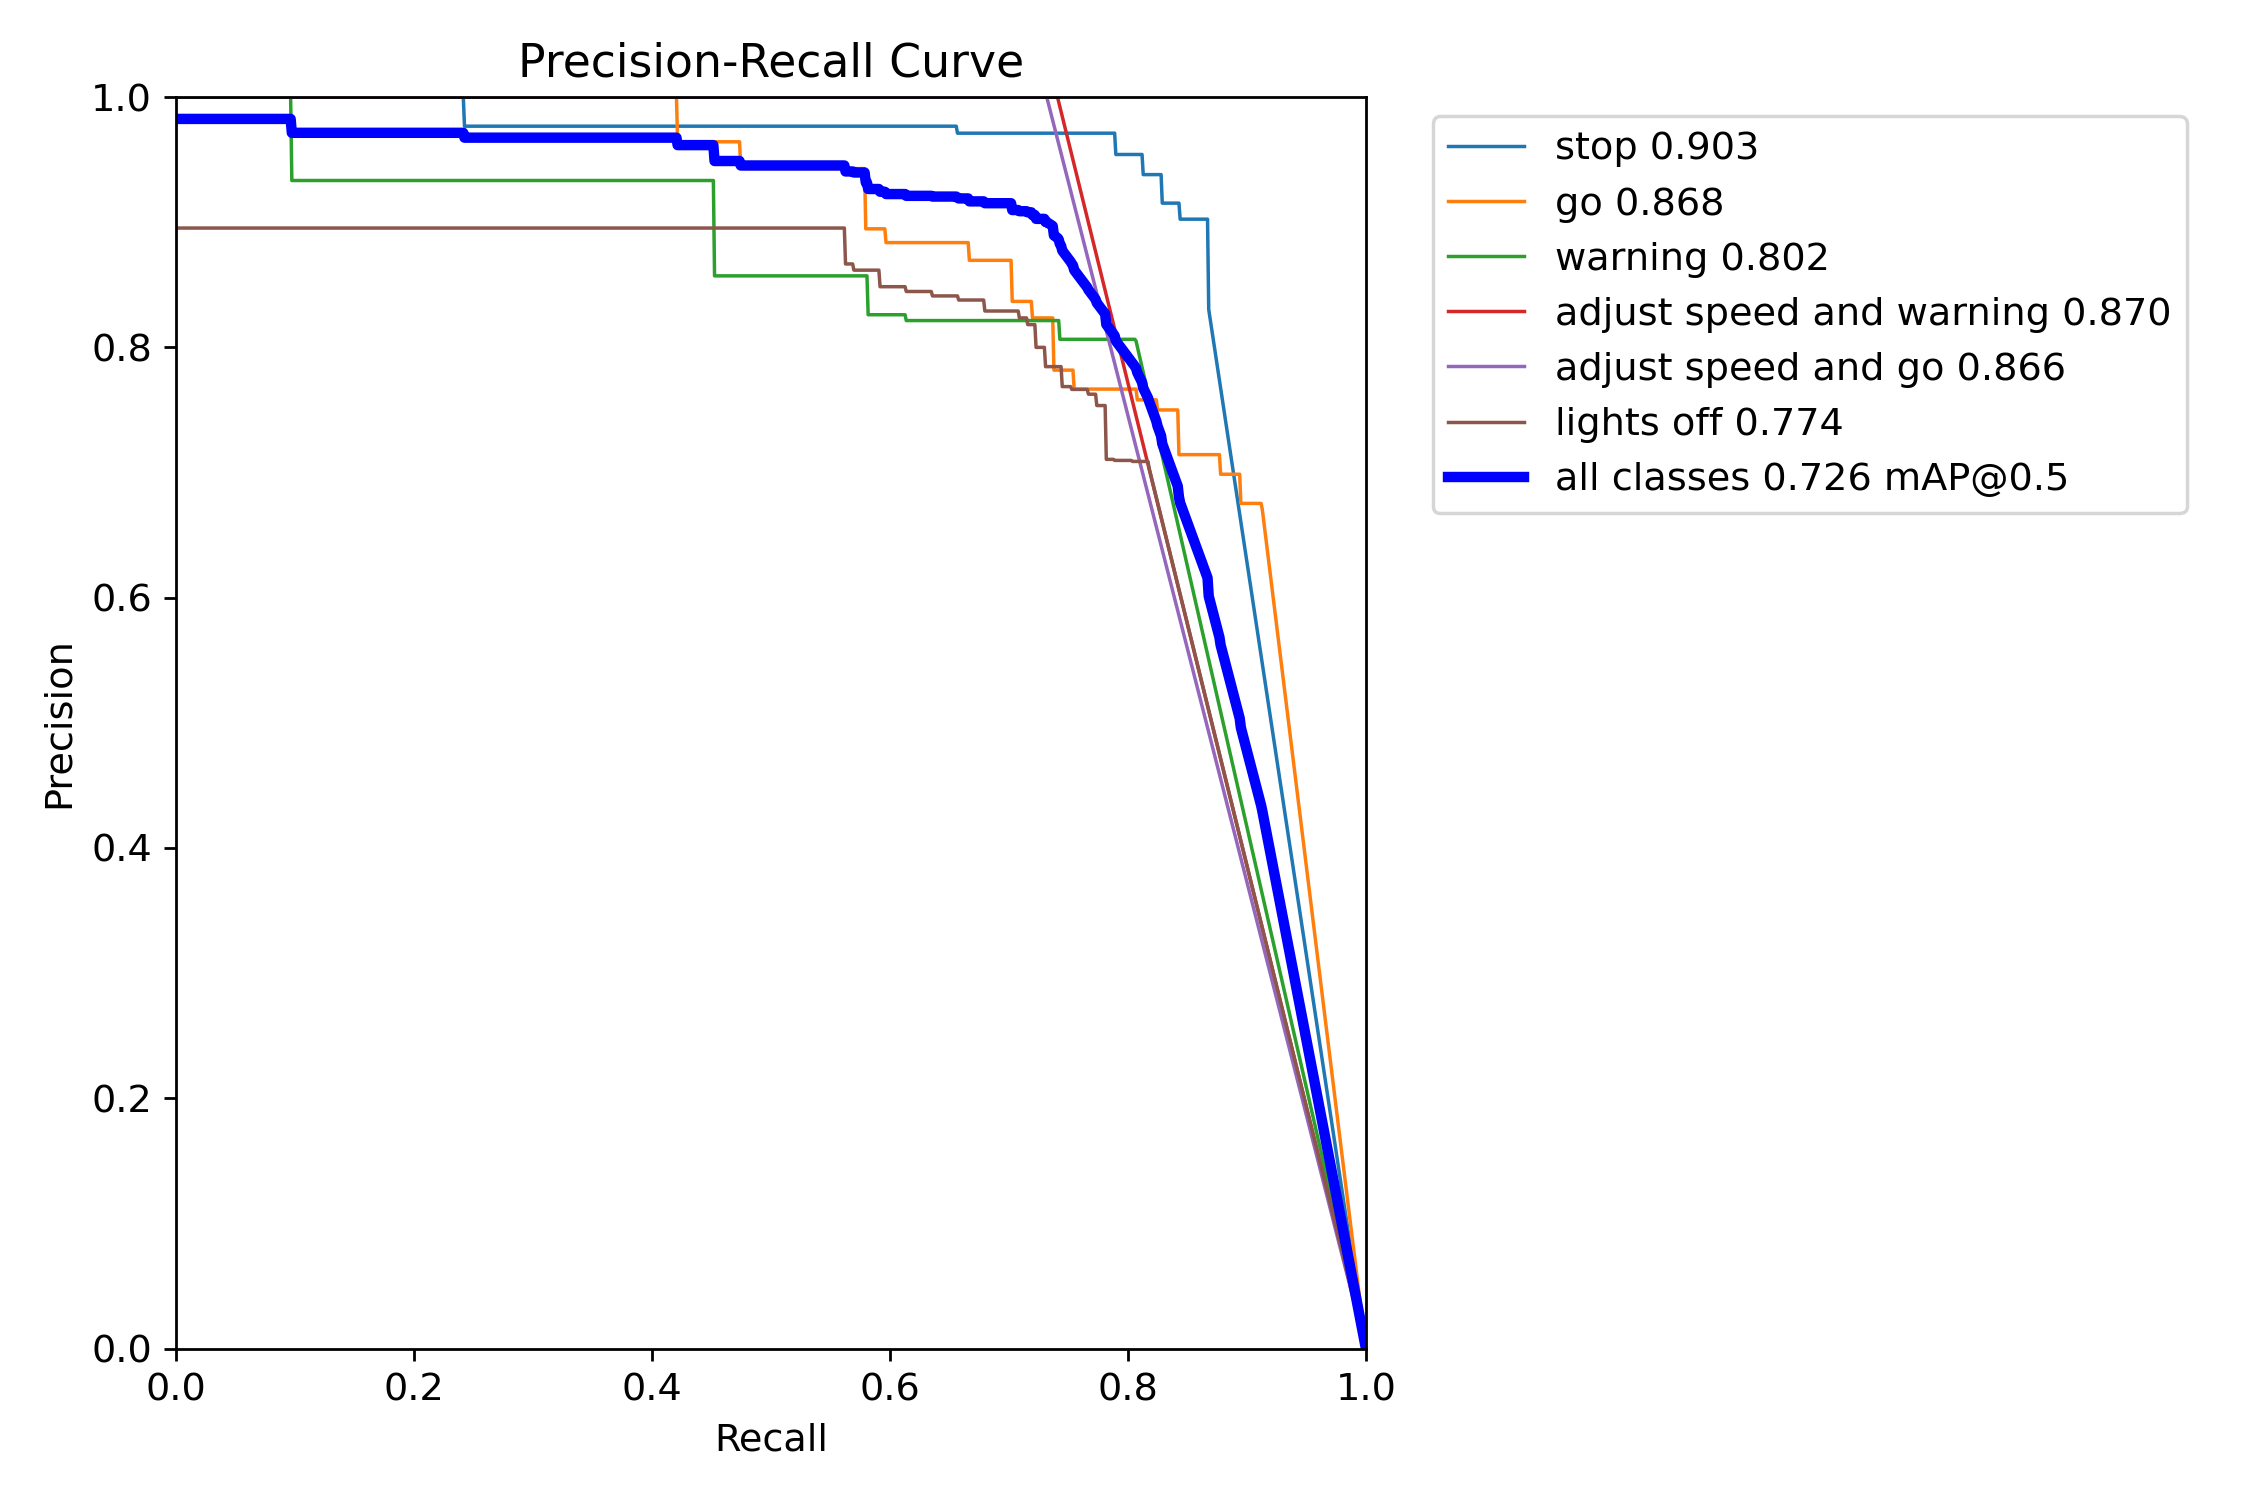 Precision-Recall Curve
1.0
0.8
0.6
0.4
0.2
0.0
Precision
0.0 0.2 0.4 0.6 0.8 1.0
Recall
stop 0.903
go 0.868
warning 0.802
adjust speed and warning 0.870
adjust speed and go 0.866
lights off 0.774
all classes 0.726 mAP@0.5